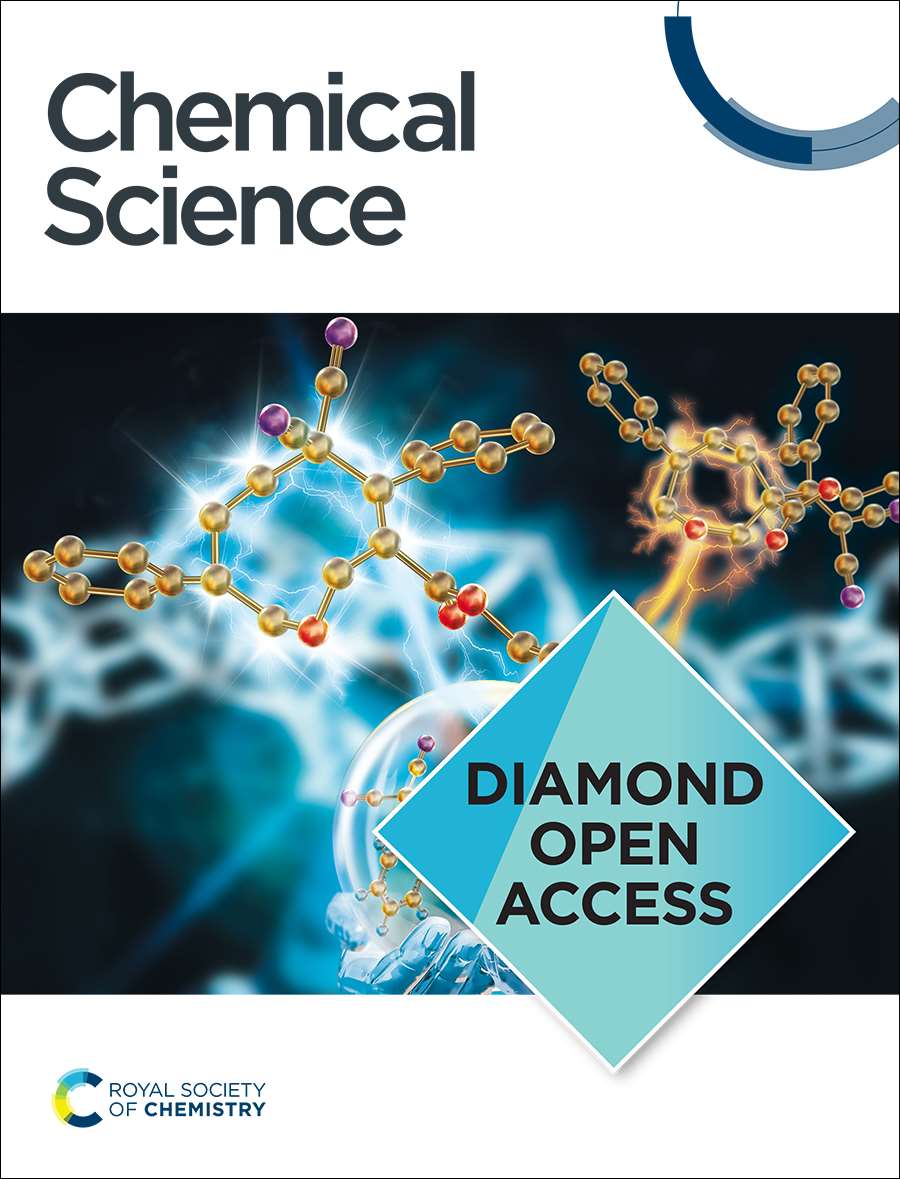 Chemical
Science
DIAMOND
OPEN
ACCESS
ROYAL SOCIETY
OF CHEMISTRY